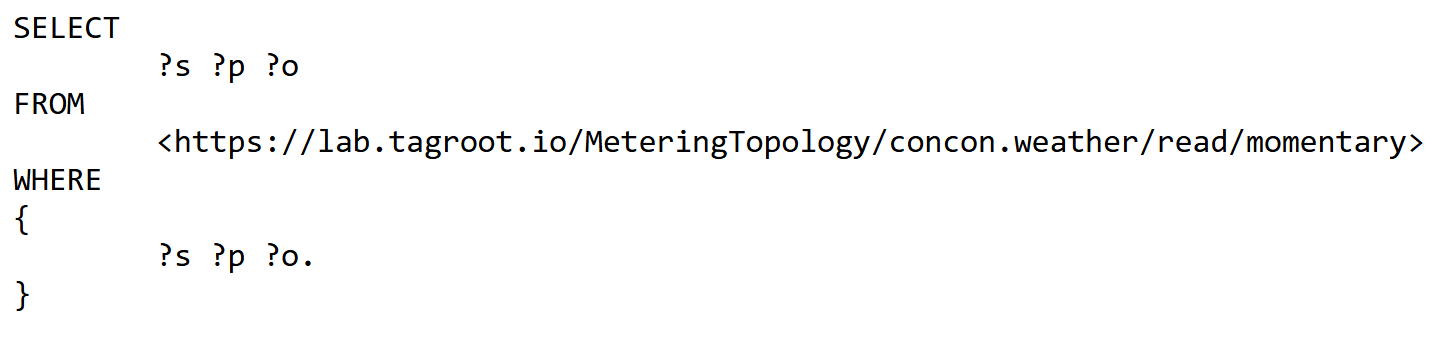 SELECT
?s ?p ?o
FROM
<https://lab.tagroot.io/MeteringTopology/concon.weather/read/momentary>
WHERE
{
?s ?p ?o.
}